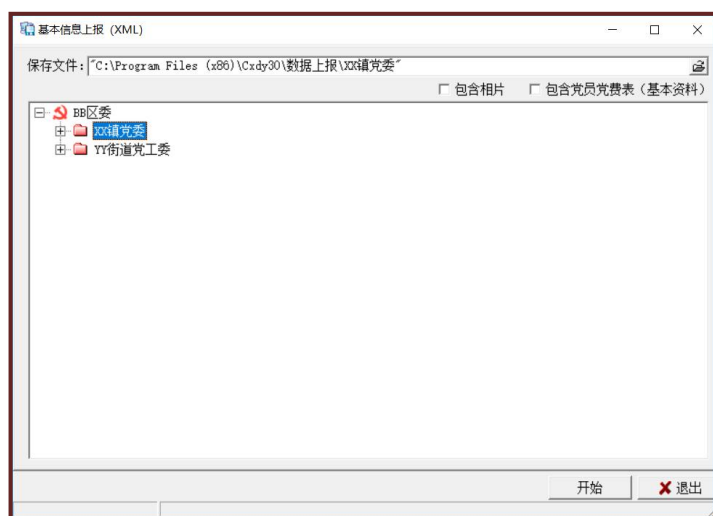 基本信息上报 (XML)
保存文件: "C:\Program Files (x86)\Cxdy30\数据上报\XX镇党委"
包含相片 包含党员党费表(基本资料)
BB区委
XX镇党委
YY街道党工委
开始 退出